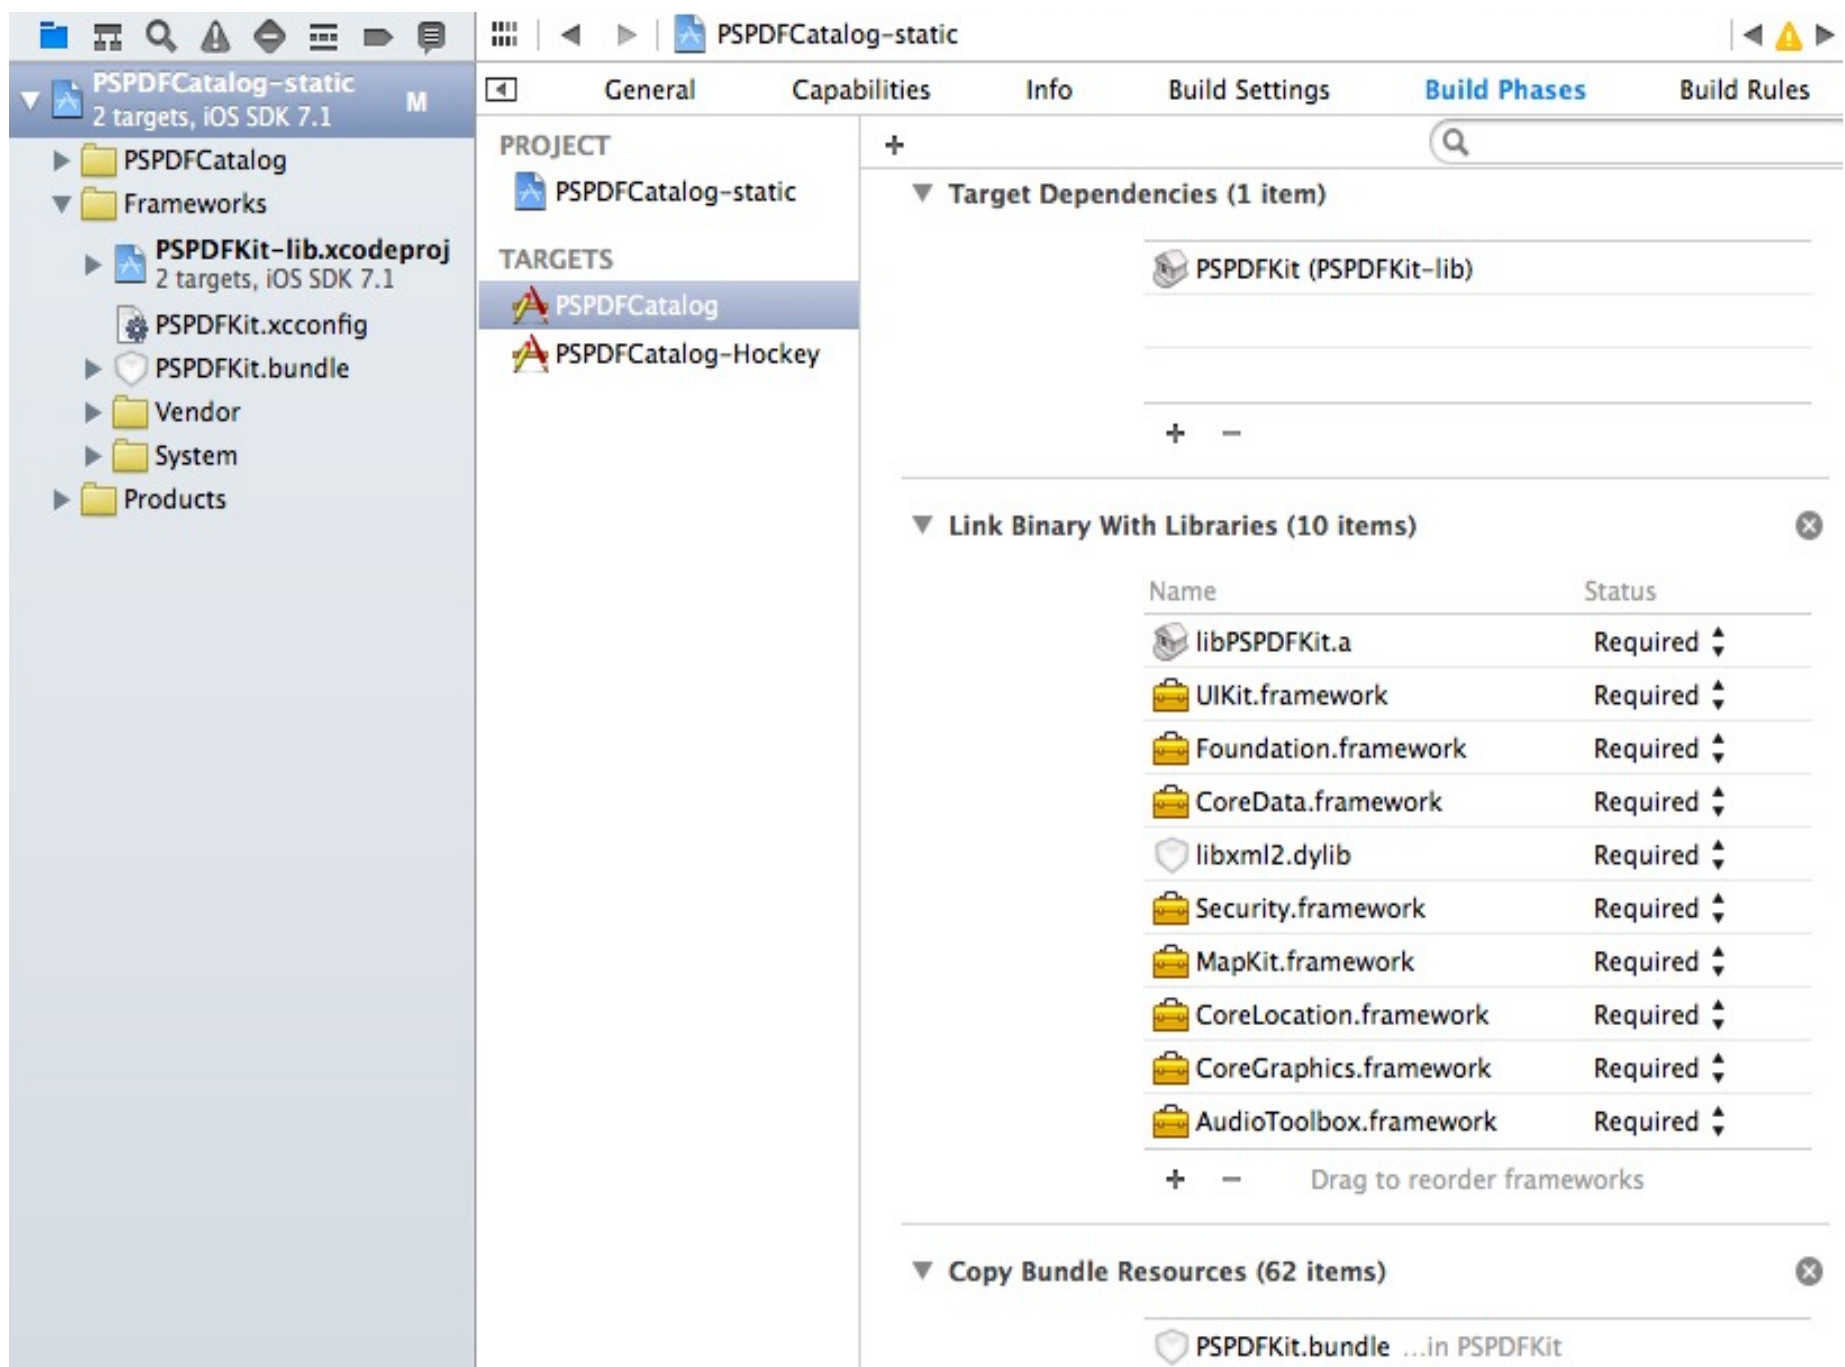 PSPDFCatalog-static
PSPDFCatalog-static
2 targets, iOS SDK 7.1
M
PSPDFCatalog
Frameworks
PSPDFKit-lib.xcodeproj
2 targets, iOS SDK 7.1
PSPDFKit.xcconfig
PSPDFKit.bundle
Vendor
System
Products
General Capabilities Info Build Settings Build Phases Build Rules
PROJECT
PSPDFCatalog-static
TARGETS
PSPDFCatalog
PSPDFCatalog-Hockey
Target Dependencies (1 item)
PSPDFKit (PSPDFKit-lib)
Link Binary With Libraries (10 items)
Name Status
libPSPDFKit.a Required
UIKit.framework Required
Foundation.framework Required
CoreData.framework Required
libxml2.dylib Required
Security.framework Required
MapKit.framework Required
CoreLocation.framework Required
CoreGraphics.framework Required
AudioToolbox.framework Required
Drag to reorder frameworks
Copy Bundle Resources (62 items)
PSPDFKit.bundle ...in PSPDFKit